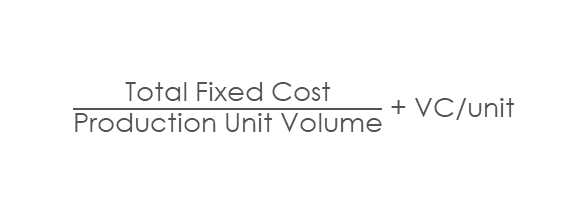 Total Fixed Cost
Production Unit Volume + VC/unit